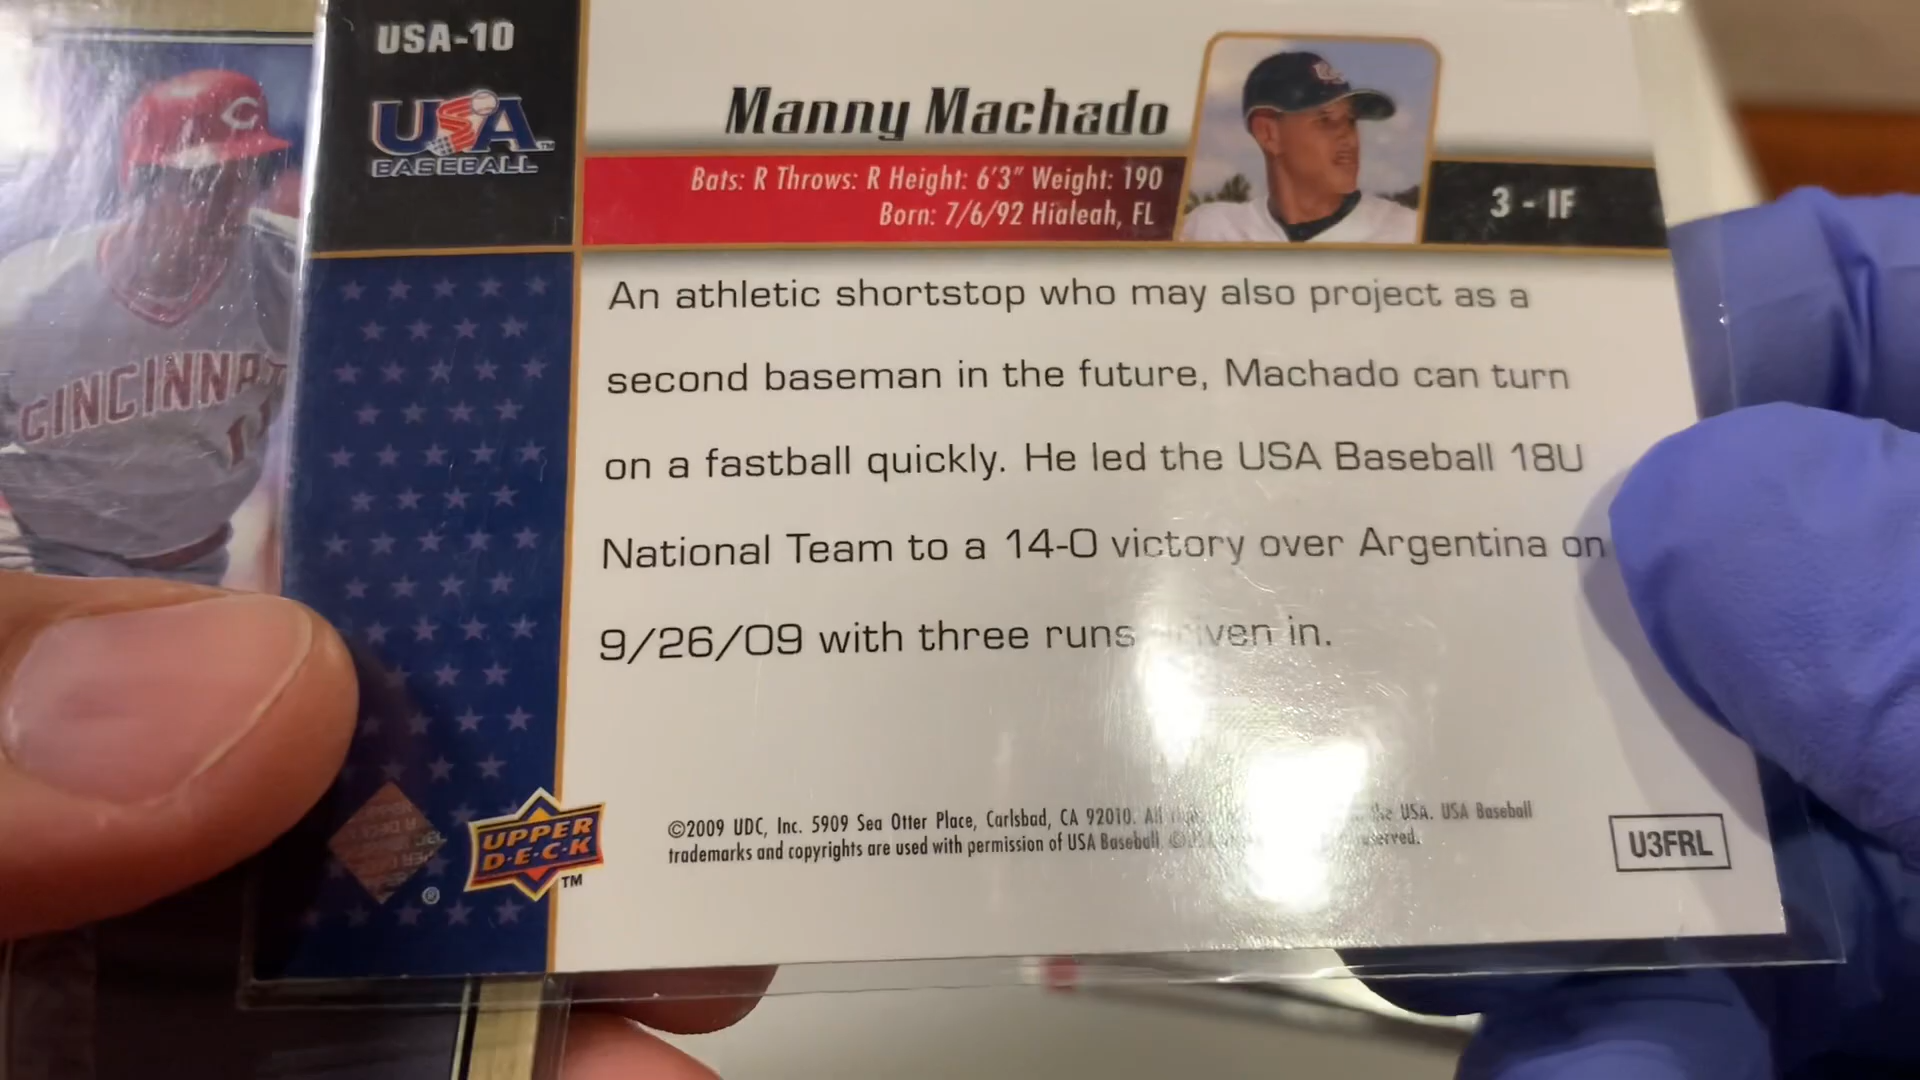 USA-10
USA
BASEBALL
Manny Machado
Bats: R Throws: R Height: 6'3" Weight: 190
Born: 7/6/92 Hialeah, FL
3 - IF
C
CINCINNAT
An athletic shortstop who may also project as a
second baseman in the future, Machado can turn
on a fastball quickly. He led the USA Baseball 18U
National Team to a 14-0 victory over Argentina on
9/26/09 with three runs driven in.
UPPER
D·E·C·K
TM
©2009 UDC, Inc. 5909 Sea Otter Place, Carlsbad, CA 92010. All the USA. USA Baseball
trademarks and copyrights are used with permission of USA Baseball.
U3FRL